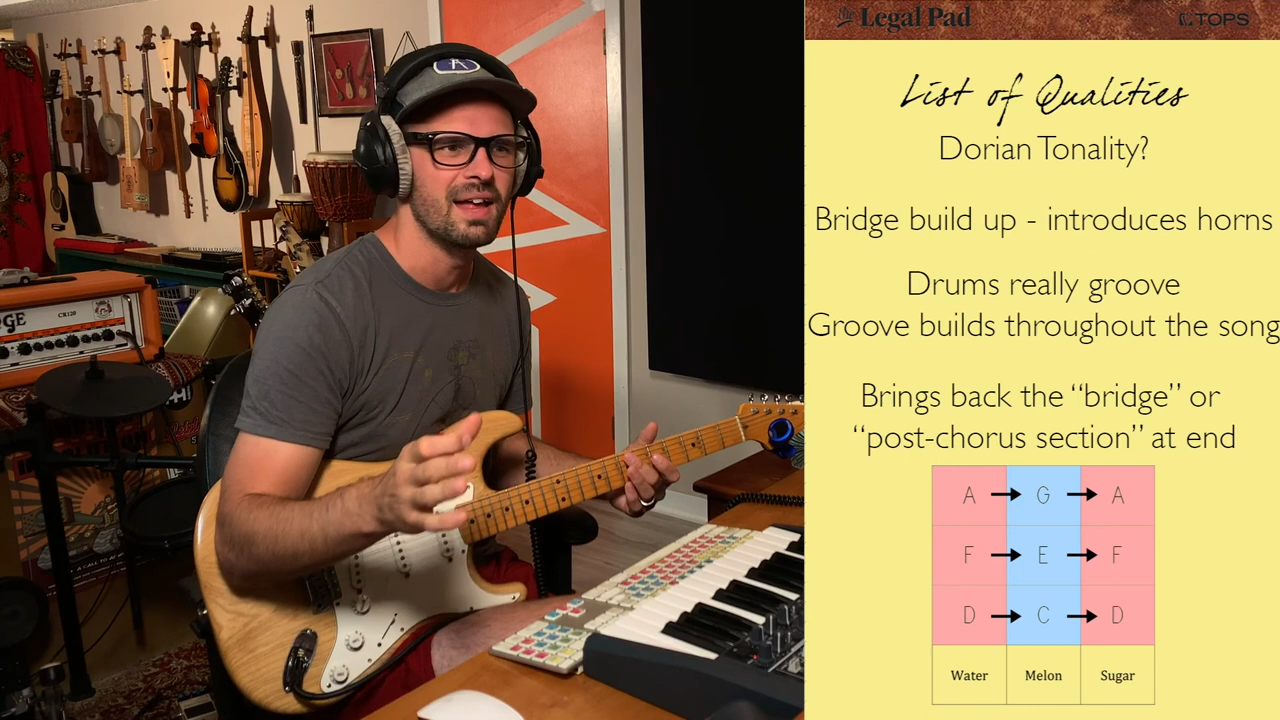 the Legal Pad
TOPS
List of Qualities
Dorian Tonality?
Bridge build up - introduces horns
Drums really groove
Groove builds throughout the song
Brings back the “bridge” or
“post-chorus section” at end
A → G → A
F → E → F
D → C → D
Water Melon Sugar
CR120